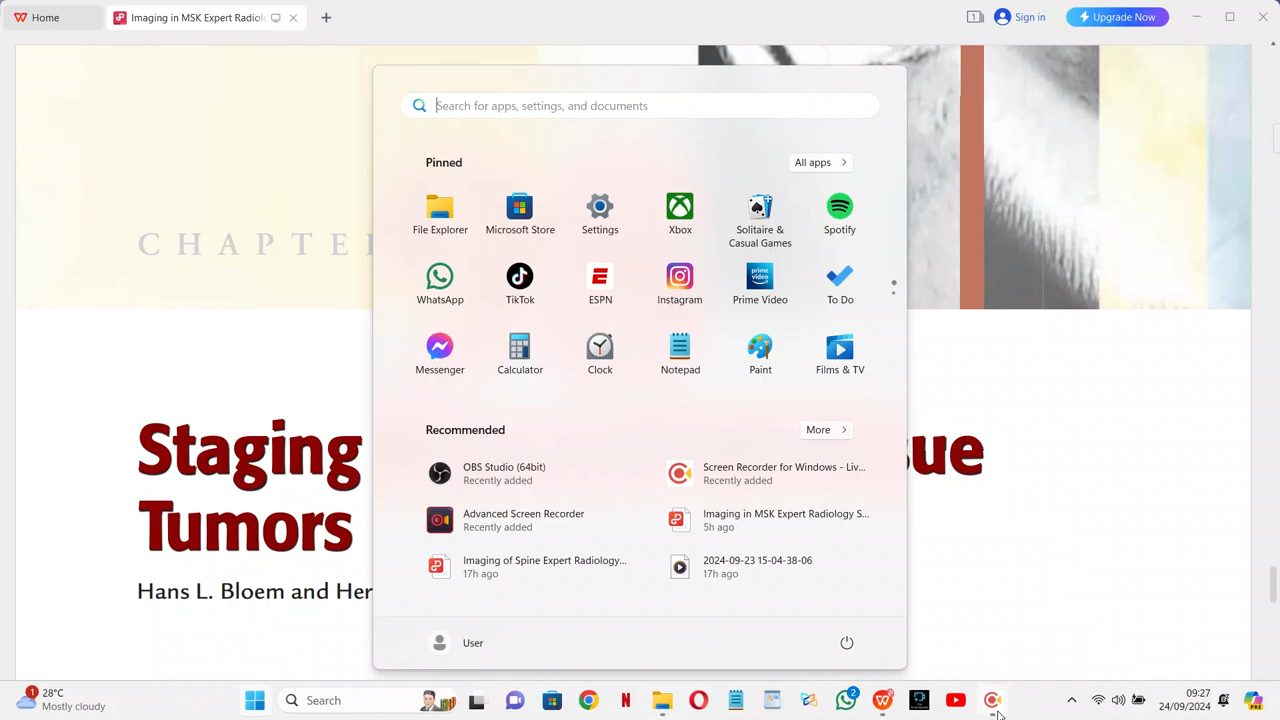 Home
Imaging in MSK Expert Radiol
1
Sign in
Upgrade Now
CHAPTE
Search for apps, settings, and documents
Pinned
All apps
File Explorer
Microsoft Store
Settings
Xbox
Solitaire &
Casual Games
Spotify
WhatsApp
TikTok
ESPN
Instagram
Prime Video
To Do
Messenger
Calculator
Clock
Notepad
Paint
Films & TV
Recommended
More
OBS Studio (64bit)
Recently added
Screen Recorder for Windows - Liv...
Recently added
Advanced Screen Recorder
Recently added
Imaging in MSK Expert Radiology S...
5h ago
Imaging of Spine Expert Radiology...
17h ago
2024-09-23 15-04-38-06
17h ago
User
Staging
ue
Tumors
Hans L. Bloem and Her
1
28°C
Mostly cloudy
Search
2
09:27
24/09/2024